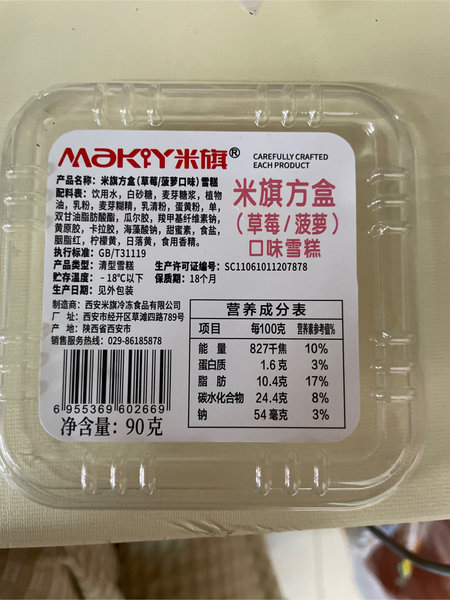 MAKIY米旗®
CAREFULLY CRAFTED
EACH PRODUCT
产品名称：米旗方盒（草莓/菠萝口味）雪糕
配料表：饮用水，白砂糖，麦芽糖浆，植物
油，乳粉，麦芽糊精，乳清粉，蛋黄粉，单，
双甘油脂肪酸酯，瓜尔胶，羧甲基纤维素钠，
黄原胶，卡拉胶，海藻酸钠，甜蜜素，食盐，
胭脂红，柠檬黄，日落黄，食用香精。
执行标准：GB/T31119
产品类型：清型雪糕 生产许可证编号：SC11061011207878
贮存温度：－18℃以下 保质期：18个月
生产日期：见外包装
米旗方盒
（草莓/菠萝）
口味雪糕
制造商：西安米旗冷冻食品有限公司
厂 址：西安市经开区草滩四路789号
产 地：陕西省西安市
销售服务热线：029-86185878
6 955369 602669
净含量：90克
营养成分表
项目 每100克 营养素参考值%
能 量 827千焦 10%
蛋白质 1.6 克 3%
脂 肪 10.4克 17%
碳水化合物 24.4 克 8%
钠 54 毫克 3%